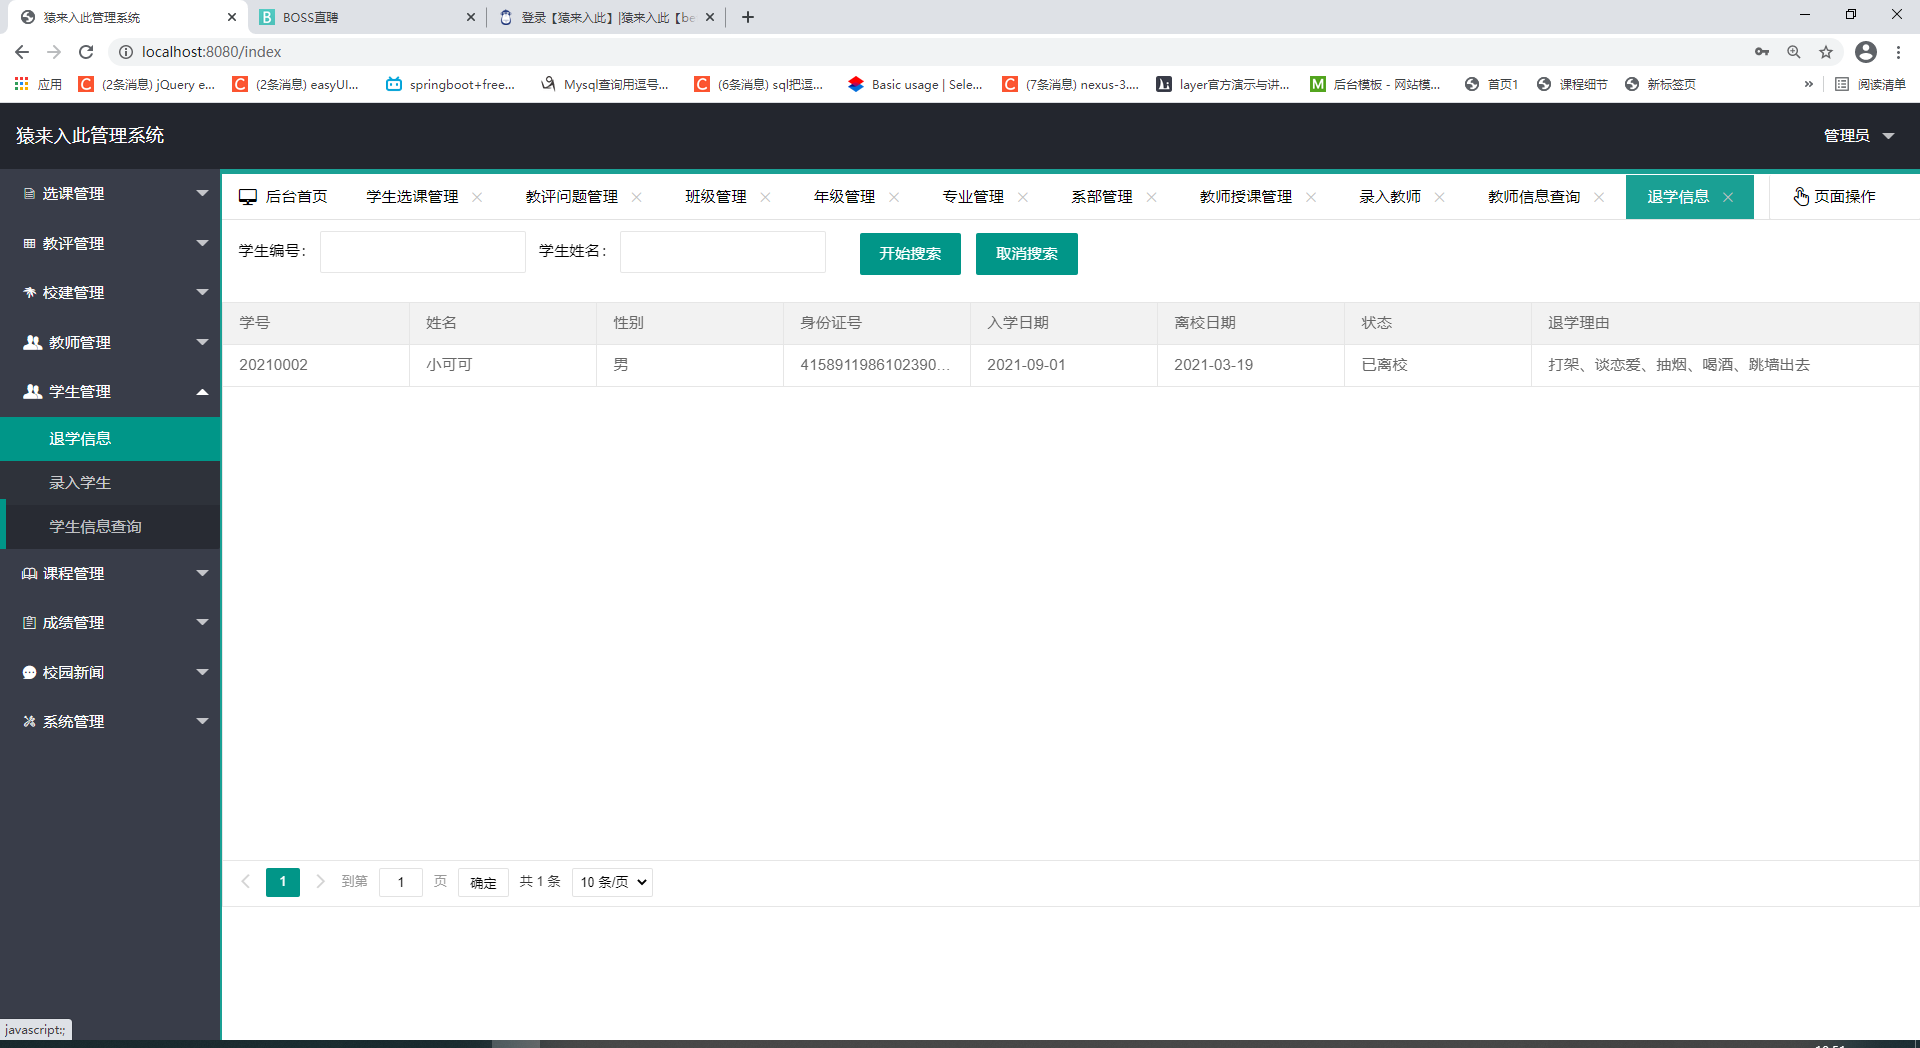 猿来入此管理系统
BOSS直聘
登录【猿来入此】|猿来入此【be
localhost:8080/index
应用
(2条消息) jQuery e...
(2条消息) easyUI...
springboot+free...
Mysql查询用逗号...
(6条消息) sql把逗...
Basic usage | Sele...
(7条消息) nexus-3....
layer官方演示与讲...
后台模板 - 网站模...
首页1
课程细节
新标签页
»
阅读清单
猿来入此管理系统
管理员
选课管理
教评管理
校建管理
教师管理
学生管理
退学信息
录入学生
学生信息查询
课程管理
成绩管理
校园新闻
系统管理
后台首页
学生选课管理
教评问题管理
班级管理
年级管理
专业管理
系部管理
教师授课管理
录入教师
教师信息查询
退学信息
页面操作
学生编号：
学生姓名：
开始搜索
取消搜索
学号 姓名 性别 身份证号 入学日期 离校日期 状态 退学理由
20210002 小可可 男 4158911986102390... 2021-09-01 2021-03-19 已离校 打架、谈恋爱、抽烟、喝酒、跳墙出去
1 到第 1 页 确定 共 1 条 10 条/页
javascript:;